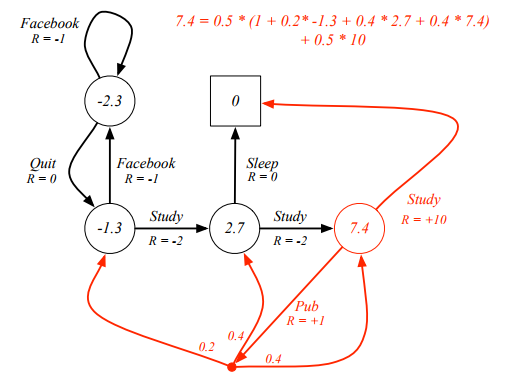 Facebook
R = -1
7.4 = 0.5 * (1 + 0.2* -1.3 + 0.4 * 2.7 + 0.4 * 7.4)
+ 0.5 * 10
-2.3
0
Quit
R = 0
Facebook
R = -1
Sleep
R = 0
Study
R = +10
-1.3
Study
R = -2
2.7
Study
R = -2
7.4
Pub
R = +1
0.2
0.4
0.4